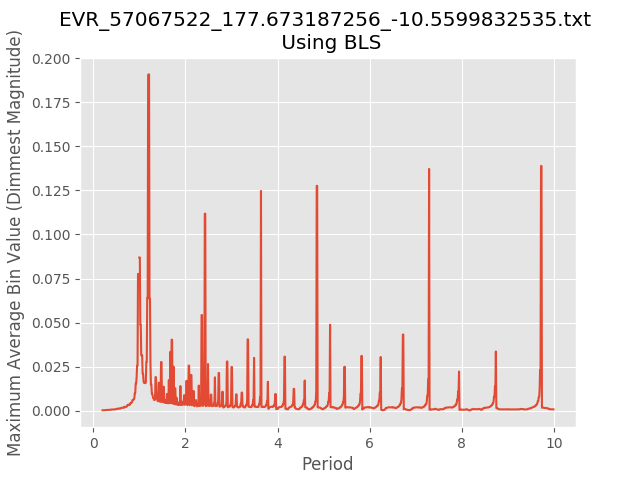 EVR_57067522_177.673187256_-10.5599832535.txt
Using BLS
Maximum Average Bin Value (Dimmest Magnitude)
0.200
0.175
0.150
0.125
0.100
0.075
0.050
0.025
0.000
0 2 4 6 8 10
Period